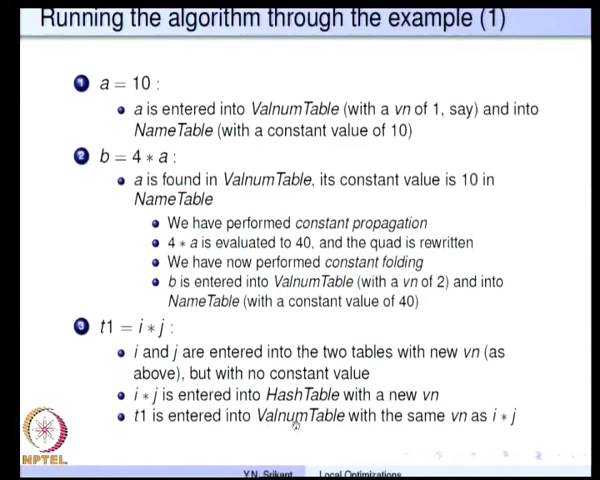 Running the algorithm through the example (1)
1 a = 10 :
a is entered into ValnumTable (with a vn of 1, say) and into
NameTable (with a constant value of 10)
2 b = 4 * a :
a is found in ValnumTable, its constant value is 10 in
NameTable
We have performed constant propagation
4 * a is evaluated to 40, and the quad is rewritten
We have now performed constant folding
b is entered into ValnumTable (with a vn of 2) and into
NameTable (with a constant value of 40)
3 t1 = i * j :
i and j are entered into the two tables with new vn (as
above), but with no constant value
i * j is entered into HashTable with a new vn
t1 is entered into ValnumTable with the same vn as i * j
NPTEL
Y.N. Srikant Local Optimizations